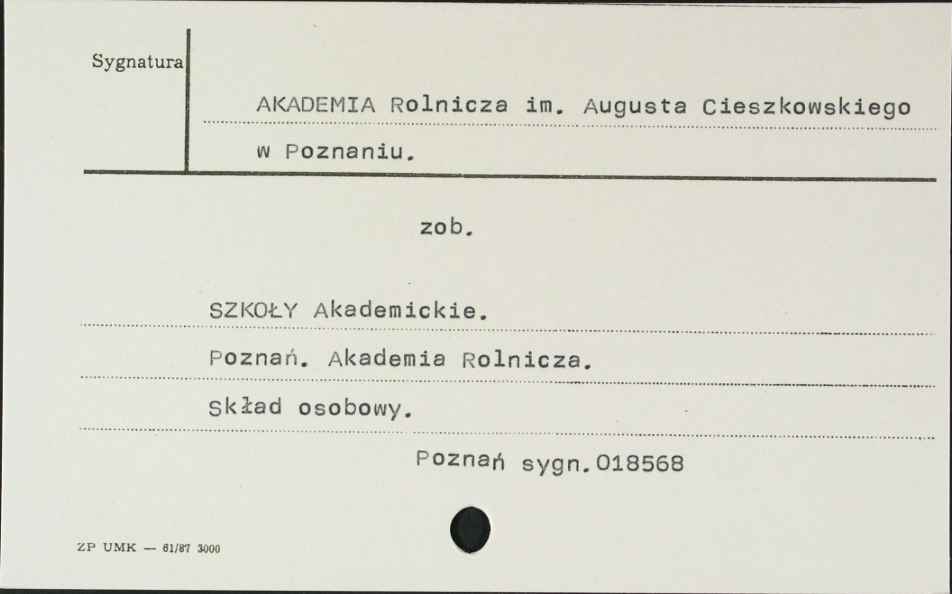 Sygnatura
AKADEMIA Rolnicza im. Augusta Cieszkowskiego
w Poznaniu.
zob.
SZKOŁY Akademickie.
Poznań. Akademia Rolnicza.
Skład osobowy.
Poznań sygn.018568
ZP UMK — 61/87 3000